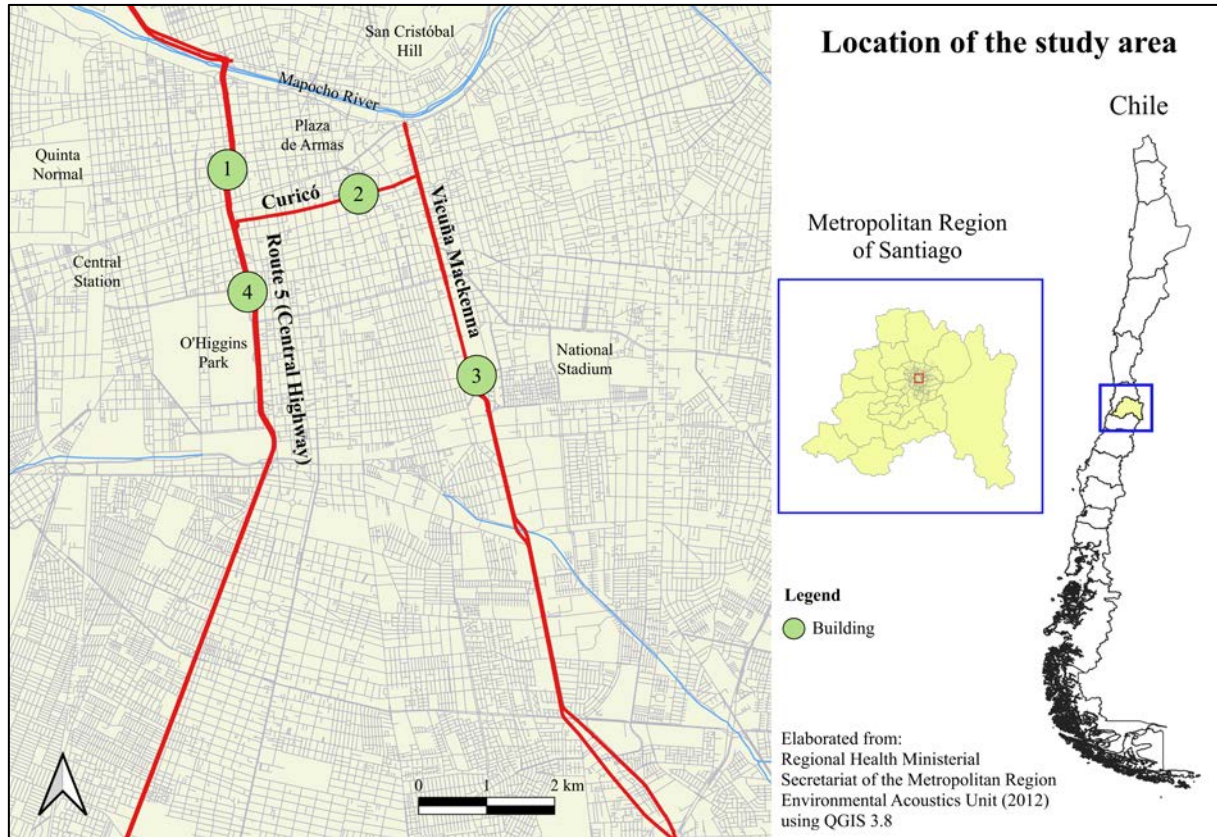 San Cristóbal
Hill
Mapocho River
Plaza
de Armas
Quinta
Normal
1
2
Curicó
Vicuña Mackenna
Route 5 (Central Highway)
Central
Station
4
O'Higgins
Park
3
National
Stadium
0 1 2 km
Location of the study area
Chile
Metropolitan Region
of Santiago
Legend
Building
Elaborated from:
Regional Health Ministerial
Secretariat of the Metropolitan Region
Environmental Acoustics Unit (2012)
using QGIS 3.8